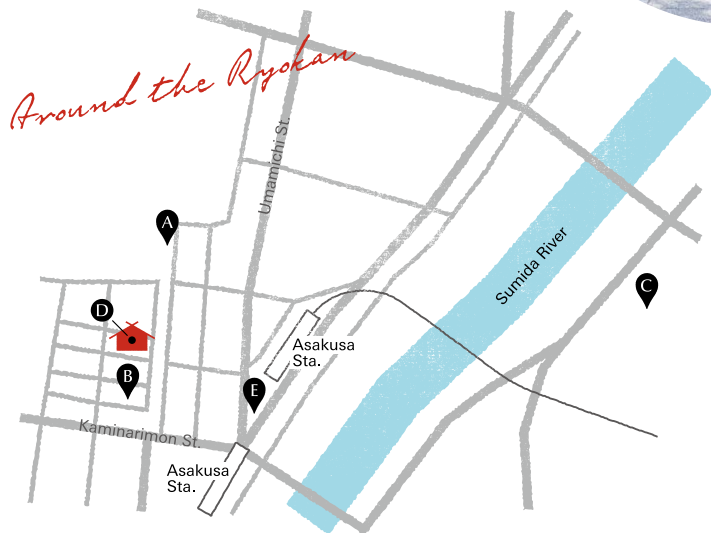 Around the Ryokan
Umamichi St.
A
Sumida River
C
D
Asakusa
Sta.
B
E
Kaminarimon St.
Asakusa
Sta.